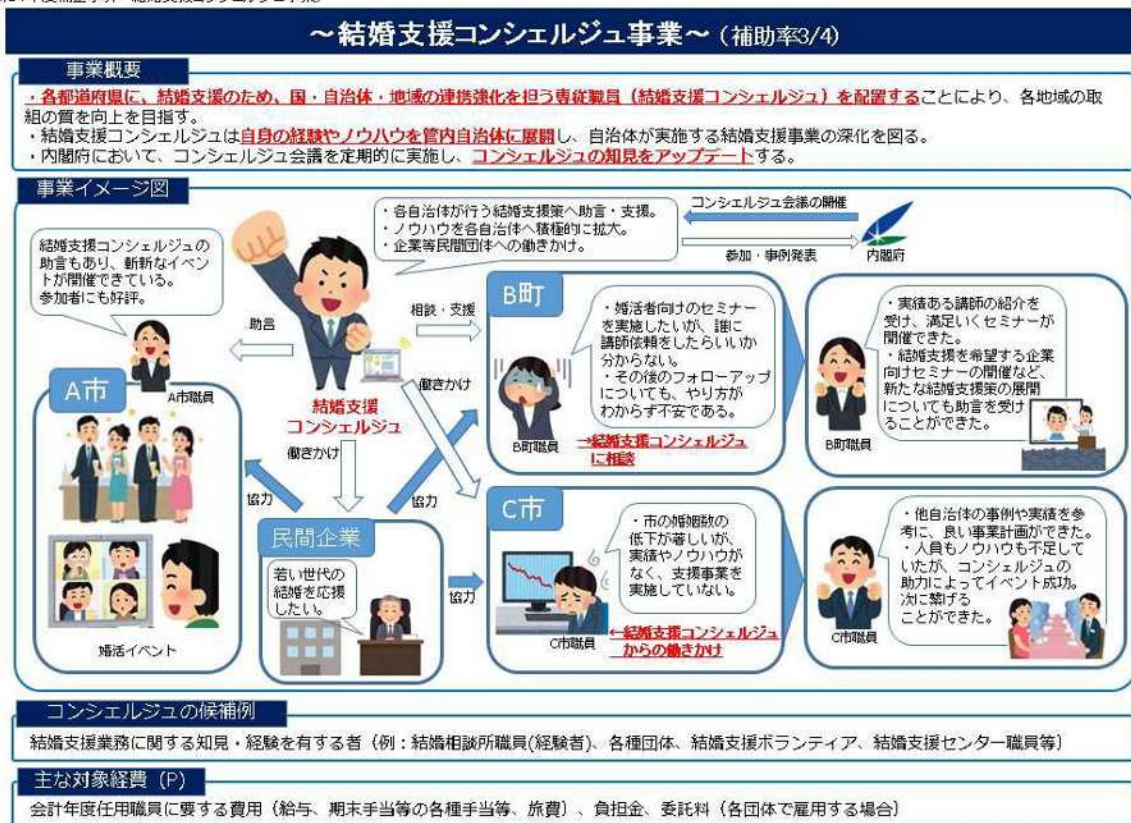 ～結婚支援コンシェルジュ事業～（補助率3/4）
事業概要
・各都道府県に、結婚支援のため、国・自治体・地域の連携強化を担う専従職員（結婚支援コンシェルジュ）を配置することにより、各地域の取
組の質を向上を目指す。
・結婚支援コンシェルジュは自身の経験やノウハウを管内自治体に展開し、自治体が実施する結婚支援事業の深化を図る。
・内閣府において、コンシェルジュ会議を定期的に実施し、コンシェルジュの知見をアップデートする。
事業イメージ図
・各自治体が行う結婚支援策へ助言・支援。
・ノウハウを各自治体へ積極的に拡大。
・企業等民間団体への働きかけ。
コンシェルジュ会議の開催
参加・事例発表
内閣府
結婚支援コンシェルジュの
助言もあり、斬新なイベン
トが開催できている。
参加者にも好評。
助言
相談・支援
A市職員
A市
婚活イベント
結婚支援
コンシェルジュ
働きかけ
働きかけ
協力
協力
協力
民間企業
若い世代の
結婚を応援
したい。
B町
・婚活者向けのセミナー
を実施したいが、誰に
講師依頼をしたらいいか
分からない。
・その後のフォローアップ
についても、やり方が
わからず不安である。
B町職員
→結婚支援コンシェルジュ
に相談
・実績ある講師の紹介を
受け、満足いくセミナーが
開催できた。
・結婚支援を希望する企業
向けセミナーの開催など、
新たな結婚支援策の展開
についても助言を受け
ることができた。
B町職員
C市
・市の婚姻数の
低下が著しいが、
実績やノウハウが
なく、支援事業を
実施していない。
C市職員
←結婚支援コンシェルジュ
からの働きかけ
・他自治体の事例や実績を参
考に、良い事業計画ができた。
・人員もノウハウも不足して
いたが、コンシェルジュの
助力によってイベント成功。
次に繋げる
ことができた。
C市職員
コンシェルジュの候補例
結婚支援業務に関する知見・経験を有する者（例：結婚相談所職員(経験者)、各種団体、結婚支援ボランティア、結婚支援センター職員等）
主な対象経費（P）
会計年度任用職員に要する費用（給与、期末手当等の各種手当等、旅費）、負担金、委託料（各団体で雇用する場合）